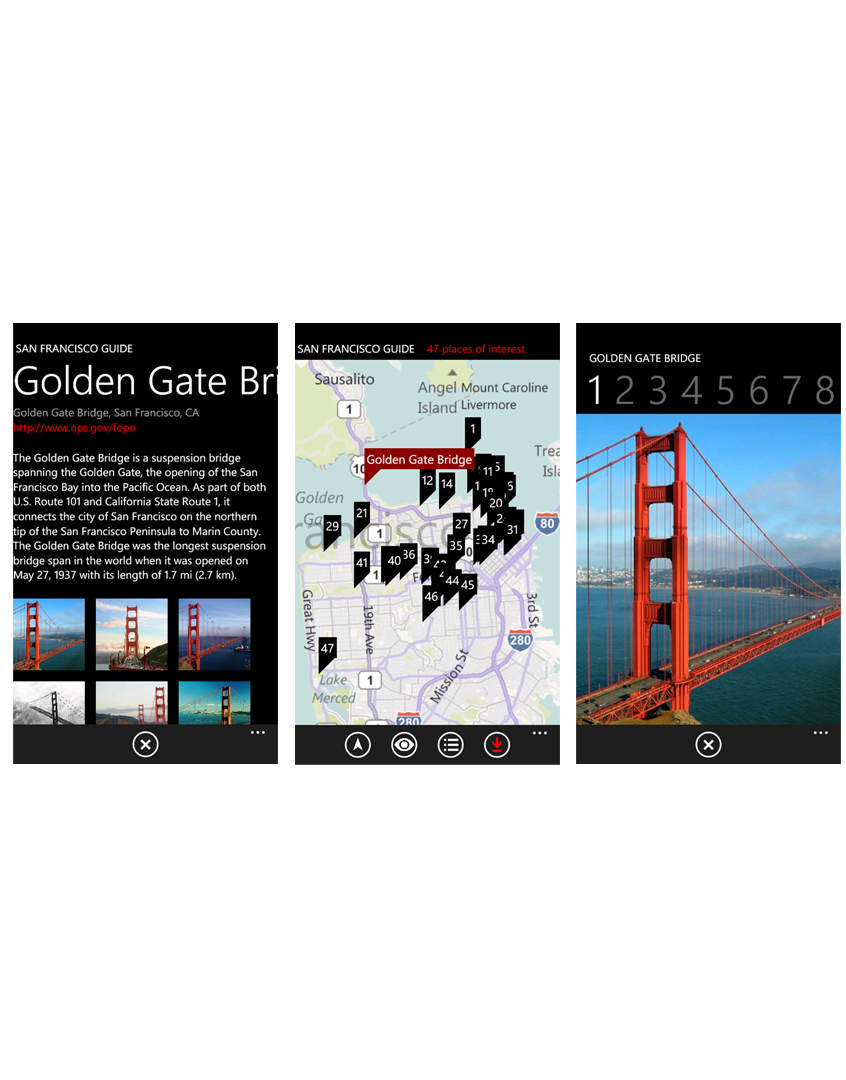 SAN FRANCISCO GUIDE
Golden Gate Bri
Golden Gate Bridge, San Francisco, CA
http://www.nps.gov/fopo
The Golden Gate Bridge is a suspension bridge
spanning the Golden Gate, the opening of the San
Francisco Bay into the Pacific Ocean. As part of both
U.S. Route 101 and California State Route 1, it
connects the city of San Francisco on the northern
tip of the San Francisco Peninsula to Marin County.
The Golden Gate Bridge was the longest suspension
bridge span in the world when it was opened on
May 27, 1937 with its length of 1.7 mi (2.7 km).
SAN FRANCISCO GUIDE 47 places of interest
Sausalito
Angel
Island
Mount Caroline
Livermore
1
1
Golden Gate Bridge
10
11
12
14
Golden
20
21
29
27
31
80
1
35
34
41
1
40
36
44
45
46
Great Hwy
19th Ave
3rd St
280
47
Mission St
Lake
Merced
1
280
GOLDEN GATE BRIDGE
1 2 3 4 5 6 7 8